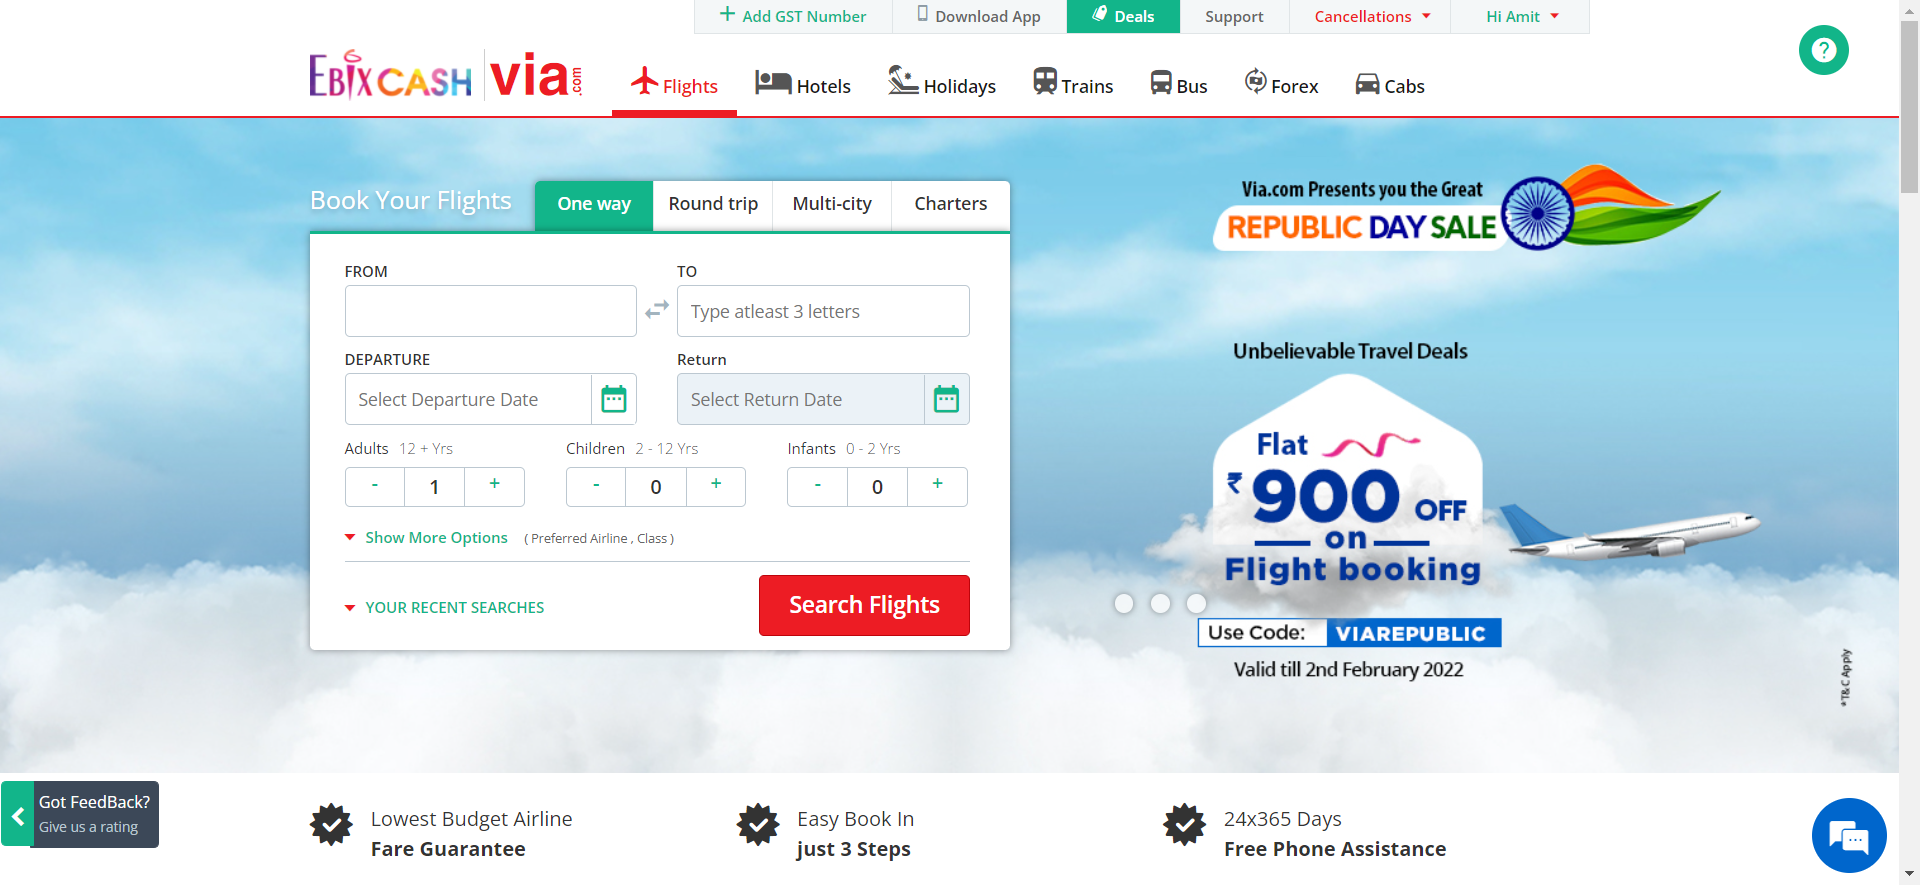 Add GST Number
Download App
Deals
Support
Cancellations
Hi Amit
EBIXCASH
via.com
Flights
Hotels
Holidays
Trains
Bus
Forex
Cabs
?
Book Your Flights
One way
Round trip
Multi-city
Charters
FROM
TO
Type atleast 3 letters
DEPARTURE
Return
Select Departure Date
Select Return Date
Adults 12 + Yrs
Children 2 - 12 Yrs
Infants 0 - 2 Yrs
- 1 +
- 0 +
- 0 +
Show More Options ( Preferred Airline , Class )
YOUR RECENT SEARCHES
Search Flights
Via.com Presents you the Great
REPUBLIC DAY SALE
Unbelievable Travel Deals
Flat
₹900 OFF
on
Flight booking
Use Code: VIAREPUBLIC
Valid till 2nd February 2022
*T&C Apply
Got FeedBack?
Give us a rating
Lowest Budget Airline
Fare Guarantee
Easy Book In
just 3 Steps
24x365 Days
Free Phone Assistance